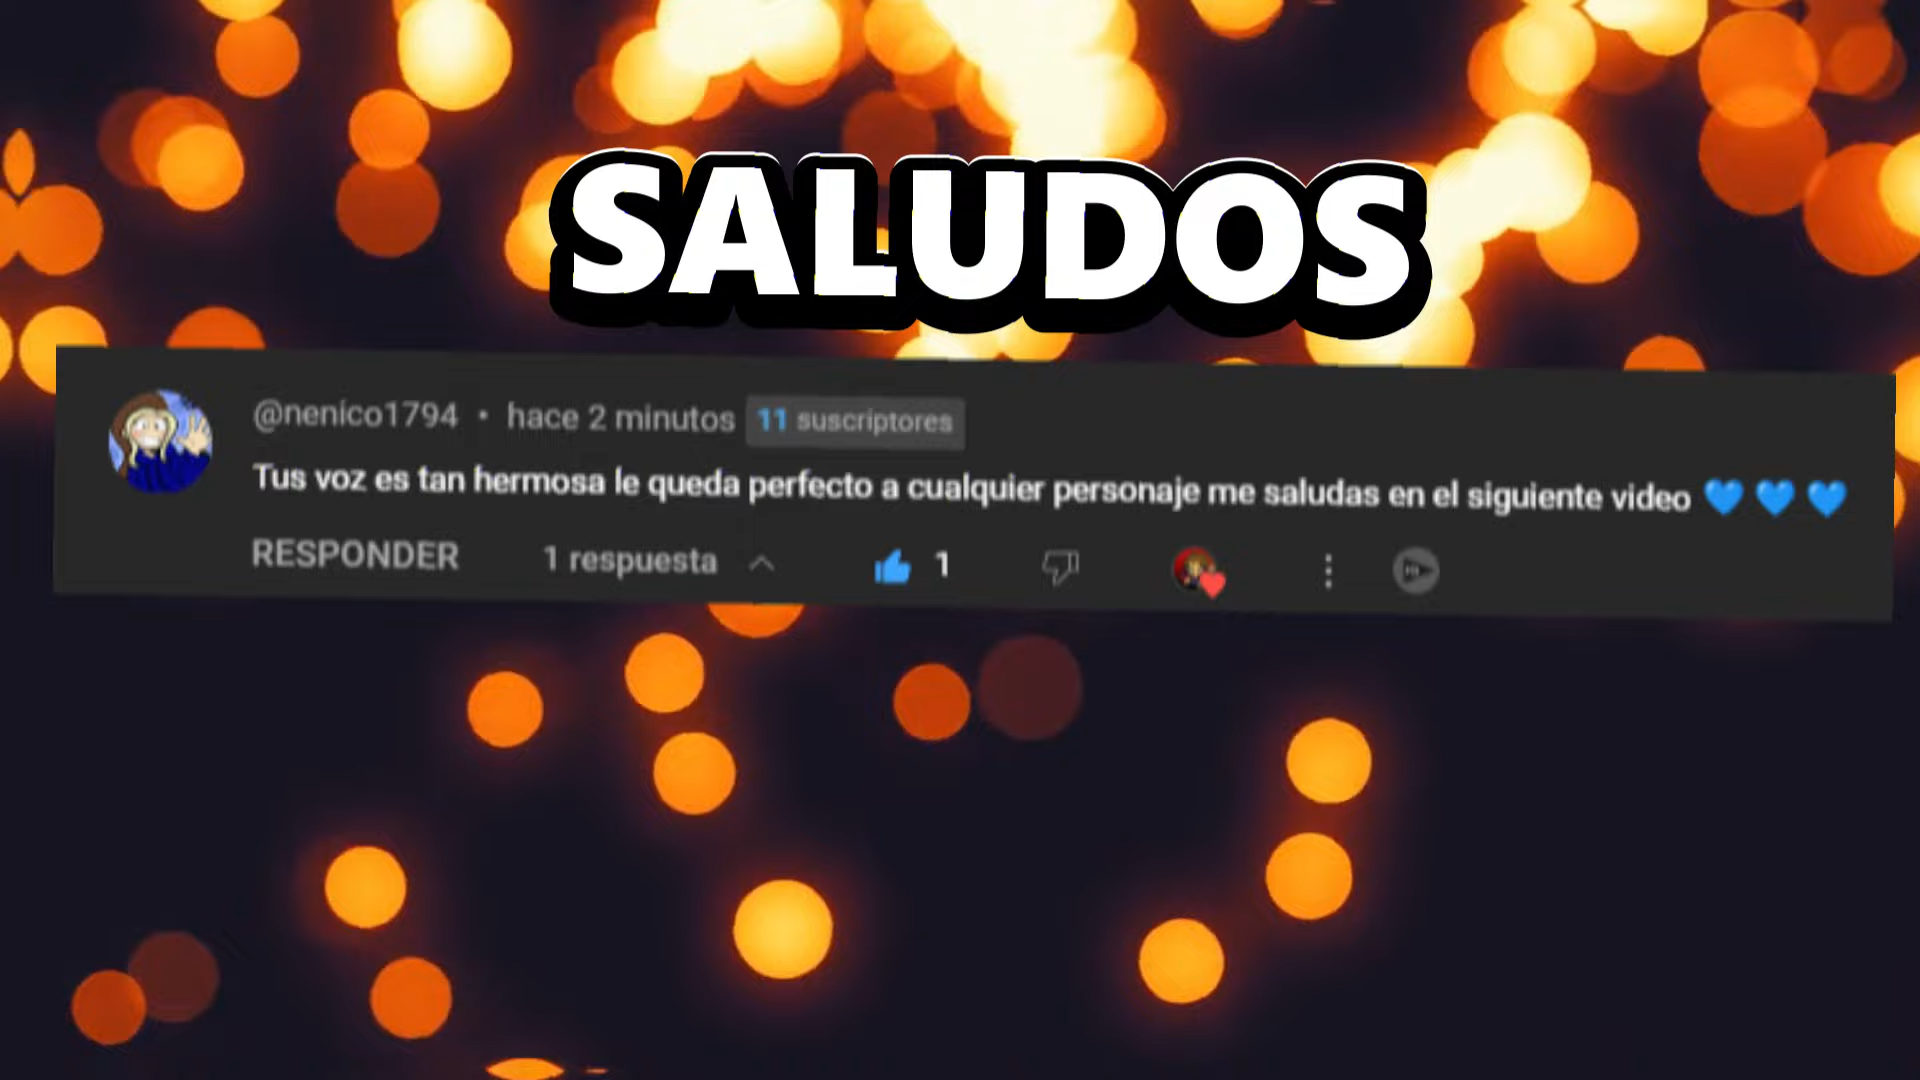 SALUDOS
@nenico1794 • hace 2 minutos 11 suscriptores
Tus voz es tan hermosa le queda perfecto a cualquier personaje me saludas en el siguiente video 💙 💙 💙
RESPONDER 1 respuesta 1